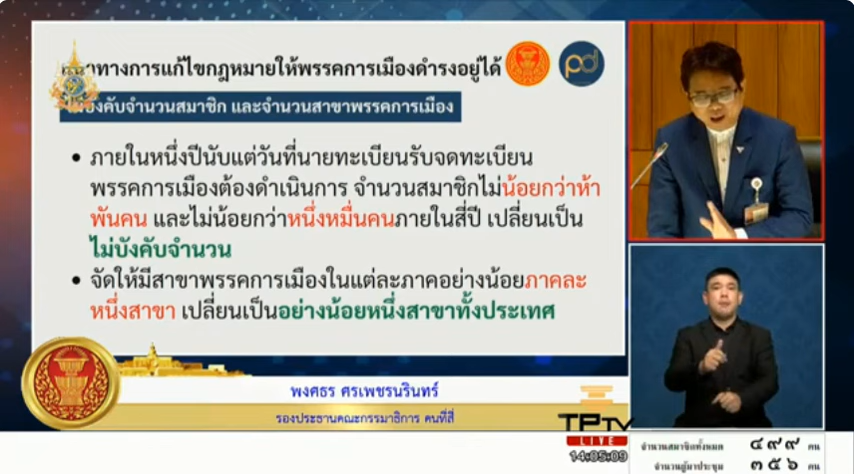 ทางการแก้ไขกฎหมายให้พรรคการเมืองดำรงอยู่ได้
pd
ไม่บังคับจำนวนสมาชิก และจำนวนสาขาพรรคการเมือง
• ภายในหนึ่งปีนับแต่วันที่นายทะเบียนรับจดทะเบียน
พรรคการเมืองต้องดำเนินการ จำนวนสมาชิกไม่น้อยกว่าห้า
พันคน และไม่น้อยกว่าหนึ่งหมื่นคนภายในสี่ปี เปลี่ยนเป็น
ไม่บังคับจำนวน
• จัดให้มีสาขาพรรคการเมืองในแต่ละภาคอย่างน้อยภาคละ
หนึ่งสาขา เปลี่ยนเป็นอย่างน้อยหนึ่งสาขาทั้งประเทศ
พงศธร ศรเพชรนรินทร์
รองประธานคณะกรรมาธิการ คนที่สี่
TPTV
LIVE
14:05:09
จำนวนสมาชิกทั้งหมด ๔๙๙ คน
จำนวนผู้มาประชุม ๓๕๖ คน